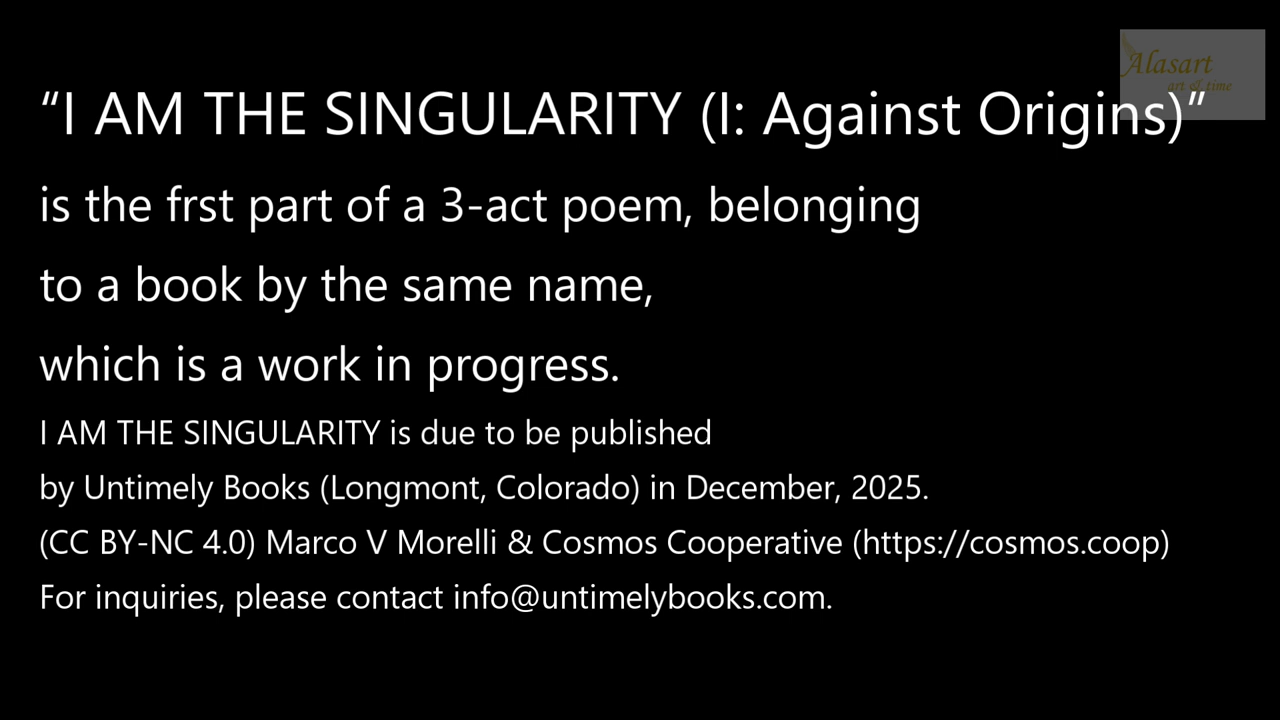 Alasart
art & time
“I AM THE SINGULARITY (I: Against Origins)”
is the frst part of a 3-act poem, belonging
to a book by the same name,
which is a work in progress.
I AM THE SINGULARITY is due to be published
by Untimely Books (Longmont, Colorado) in December, 2025.
(CC BY-NC 4.0) Marco V Morelli & Cosmos Cooperative (https://cosmos.coop)
For inquiries, please contact info@untimelybooks.com.